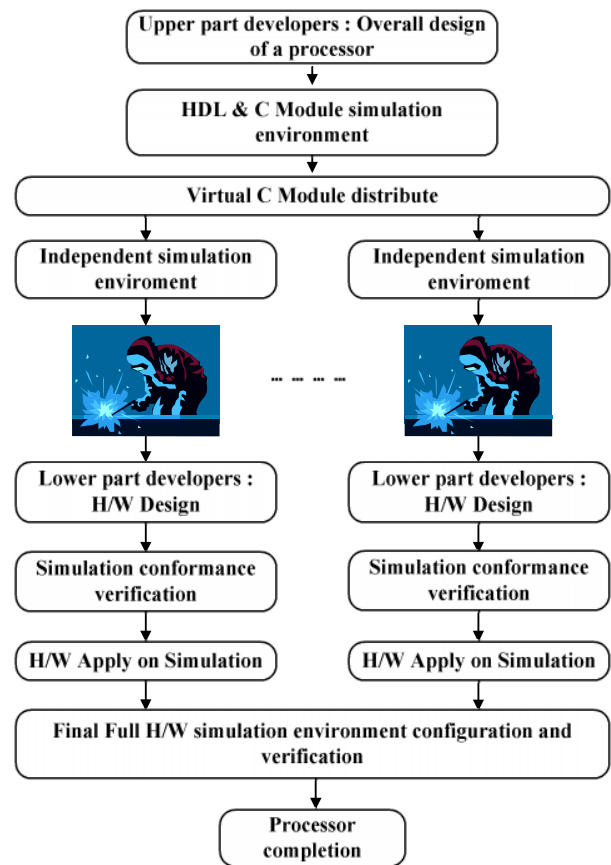 Upper part developers : Overall design
of a processor
HDL & C Module simulation
environment
Virtual C Module distribute
Independent simulation
enviroment
Independent simulation
enviroment
... ... ... ...
Lower part developers :
H/W Design
Lower part developers :
H/W Design
Simulation conformance
verification
Simulation conformance
verification
H/W Apply on Simulation
H/W Apply on Simulation
Final Full H/W simulation environment configuration and
verification
Processor
completion